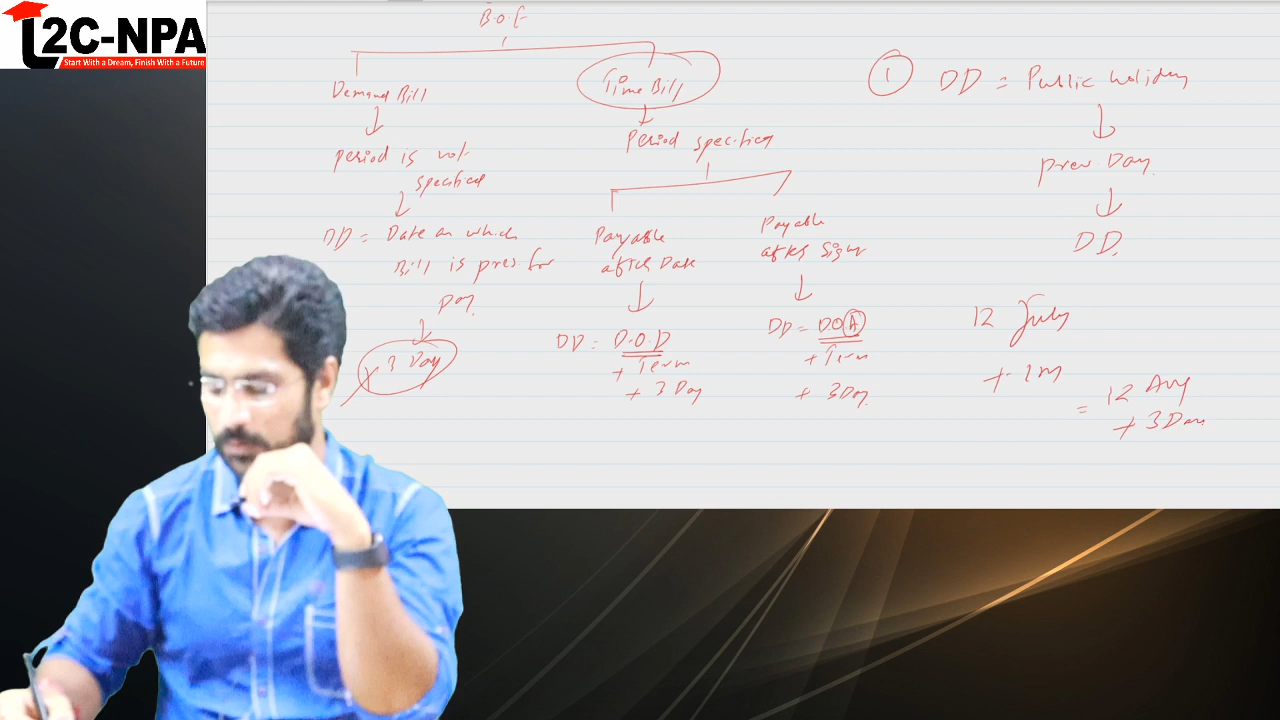 L2C-NPA
Start With a Dream, Finish With a Future
B.O.E
Demand Bill
Period is not
specified
DD = Date on which
Bill is pres. for
Pay.
3 Day
Time Bill
Period specified
Payable
after Date
DD = D.O.D
+ Term
+ 3 Day
Payable
after Sight
DD = DOA
+ Term
+ 3 Day.
1 DD = Public holiday
prev. Day.
DD.
12 July
+ 1m
= 12 Aug
+ 3 Days